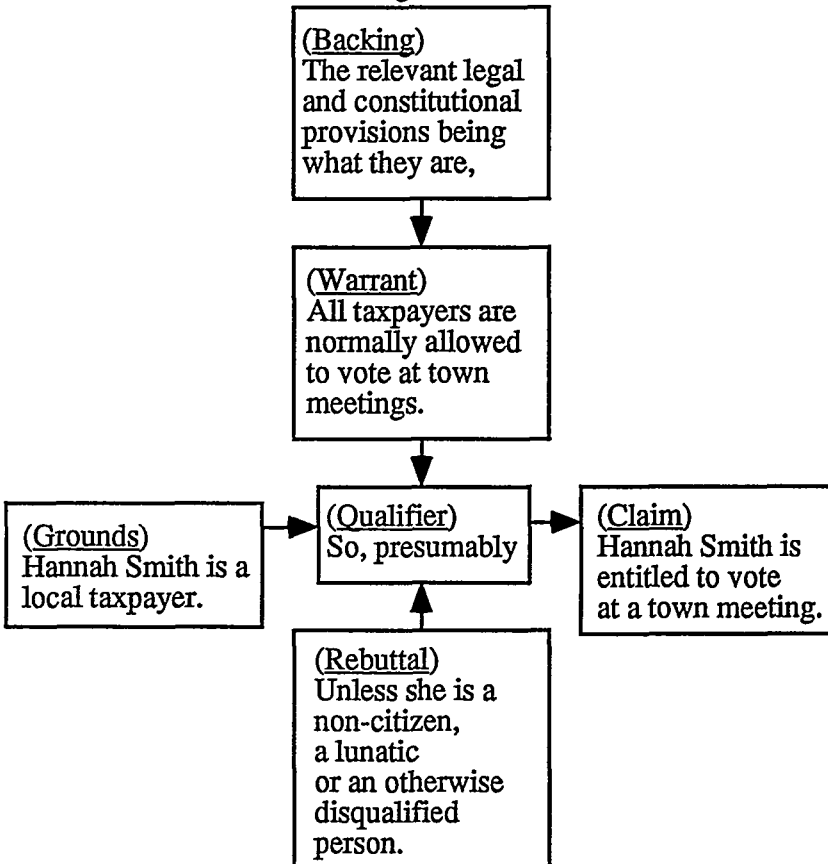 (Backing)
The relevant legal
and constitutional
provisions being
what they are,
(Warrant)
All taxpayers are
normally allowed
to vote at town
meetings.
(Grounds)
Hannah Smith is a
local taxpayer.
(Qualifier)
So, presumably
(Claim)
Hannah Smith is
entitled to vote
at a town meeting.
(Rebuttal)
Unless she is a
non-citizen,
a lunatic
or an otherwise
disqualified
person.